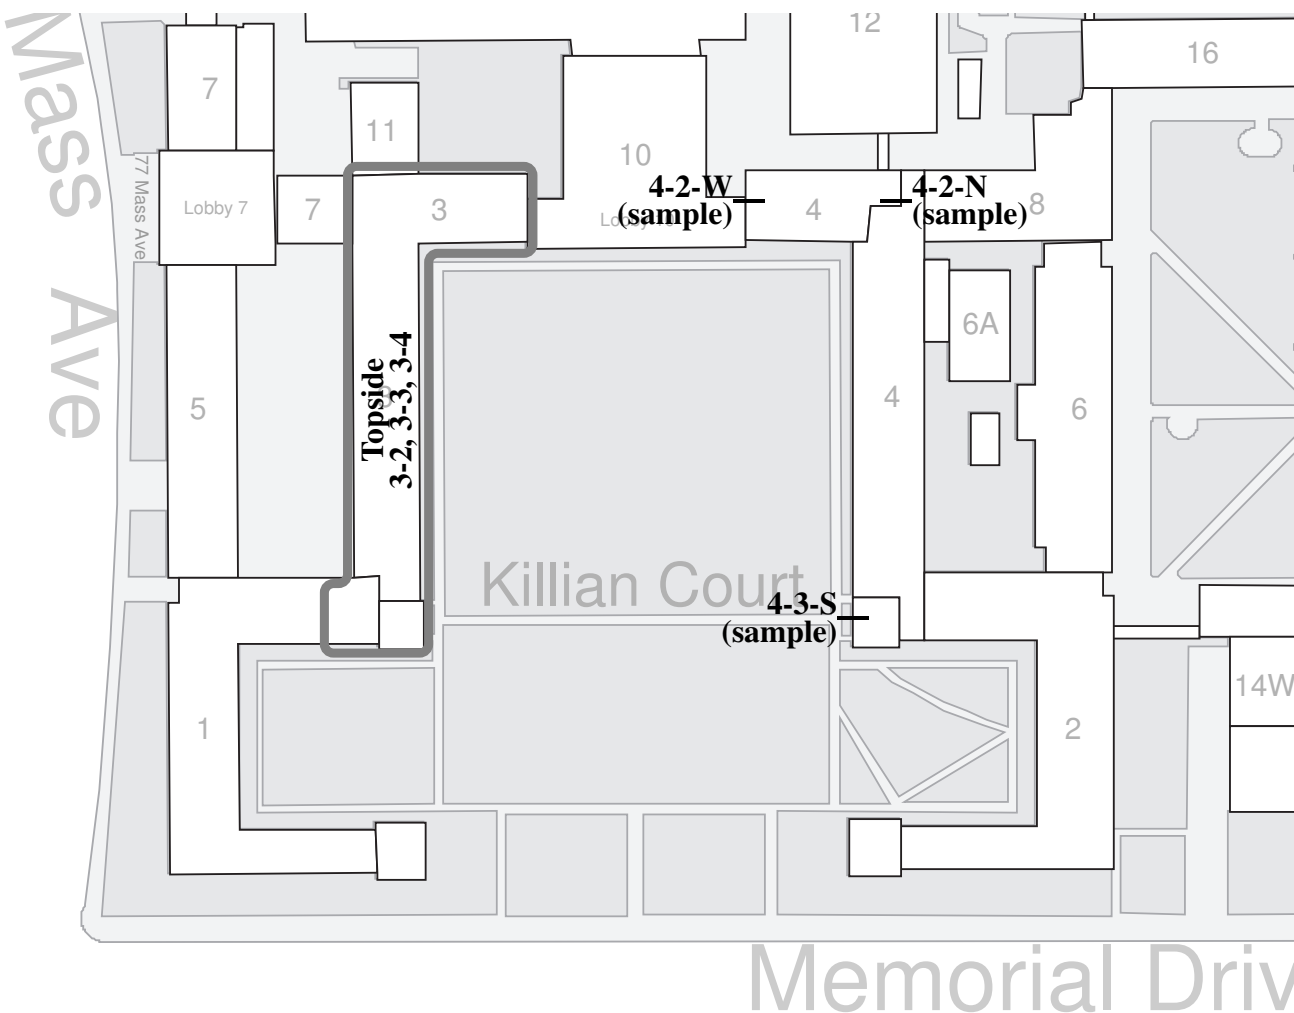 Mass Ave
77 Mass Ave
7
Lobby 7
7
11
3
10
12
16
4-2-W
(sample)
4
4-2-N
(sample)
8
Topside
3-2, 3-3, 3-4
5
4
6A
6
Killian Court
4-3-S
(sample)
1
2
14W
Memorial Driv